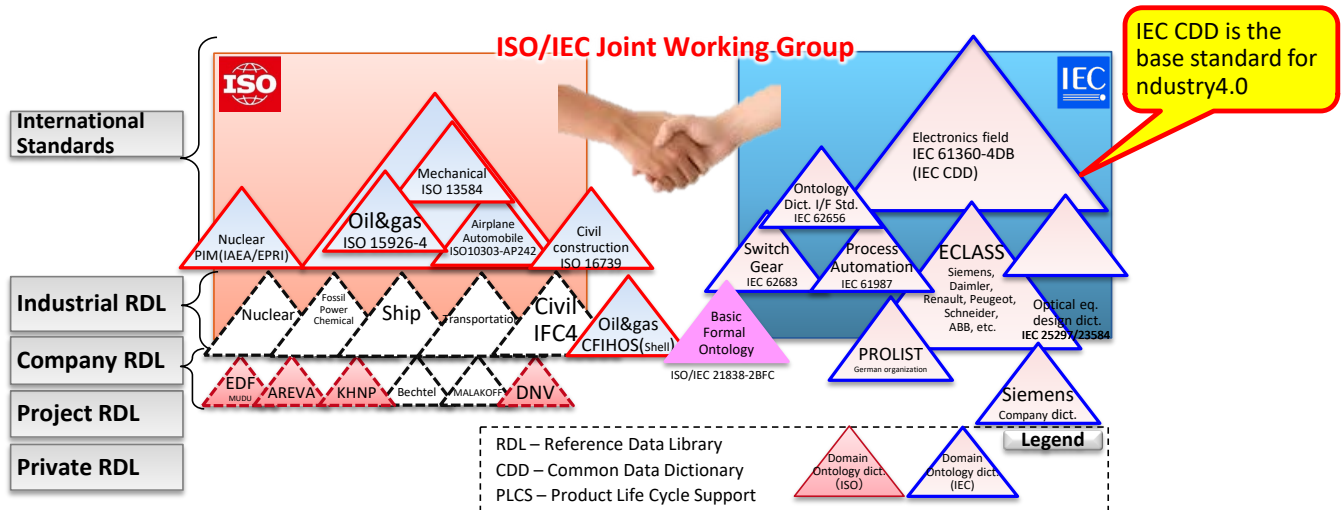 ISO/IEC Joint Working Group
IEC CDD is the
base standard for
ndustry4.0
ISO
IEC
International
Standards
Industrial RDL
Company RDL
Project RDL
Private RDL
Mechanical
ISO 13584
Oil&gas
ISO 15926-4
Airplane
Automobile
ISO10303-AP242
Nuclear
PIM(IAEA/EPRI)
Civil
construction
ISO 16739
Electronics field
IEC 61360-4DB
(IEC CDD)
Ontology
Dict. I/F Std.
IEC 62656
Switch
Gear
IEC 62683
Process
Automation
IEC 61987
ECLASS
Siemens,
Daimler,
Renault, Peugeot,
Schneider,
ABB, etc.
Optical eq.
design dict.
IEC 25297/23584
Nuclear
Fossil
Power
Chemical
Ship
Transportation
Civil
IFC4
Oil&gas
CFIHOS(Shell)
Basic
Formal
Ontology
ISO/IEC 21838-2BFC
PROLIST
German organization
EDF
MUDU
AREVA
KHNP
Bechtel
MALAKOFF
DNV
Siemens
Company dict.
Legend
RDL – Reference Data Library
CDD – Common Data Dictionary
PLCS – Product Life Cycle Support
Domain
Ontology dict.
(ISO)
Domain
Ontology dict.
(IEC)